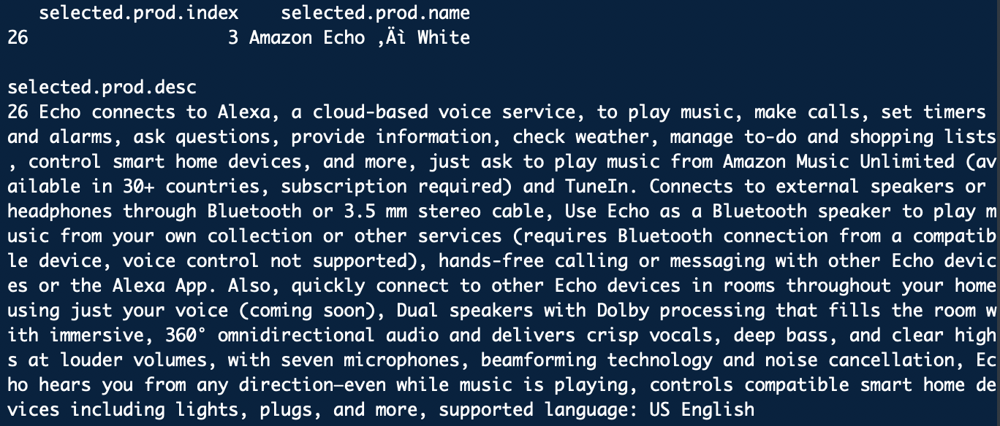 selected.prod.index    selected.prod.name
26                   3 Amazon Echo ‚Äì White
selected.prod.desc
26 Echo connects to Alexa, a cloud-based voice service, to play music, make calls, set timers
and alarms, ask questions, provide information, check weather, manage to-do and shopping lists
, control smart home devices, and more, just ask to play music from Amazon Music Unlimited (av
ailable in 30+ countries, subscription required) and TuneIn. Connects to external speakers or
headphones through Bluetooth or 3.5 mm stereo cable, Use Echo as a Bluetooth speaker to play m
usic from your own collection or other services (requires Bluetooth connection from a compatib
le device, voice control not supported), hands-free calling or messaging with other Echo devic
es or the Alexa App. Also, quickly connect to other Echo devices in rooms throughout your home
using just your voice (coming soon), Dual speakers with Dolby processing that fills the room w
ith immersive, 360° omnidirectional audio and delivers crisp vocals, deep bass, and clear high
s at louder volumes, with seven microphones, beamforming technology and noise cancellation, Ec
ho hears you from any direction—even while music is playing, controls compatible smart home de
vices including lights, plugs, and more, supported language: US English